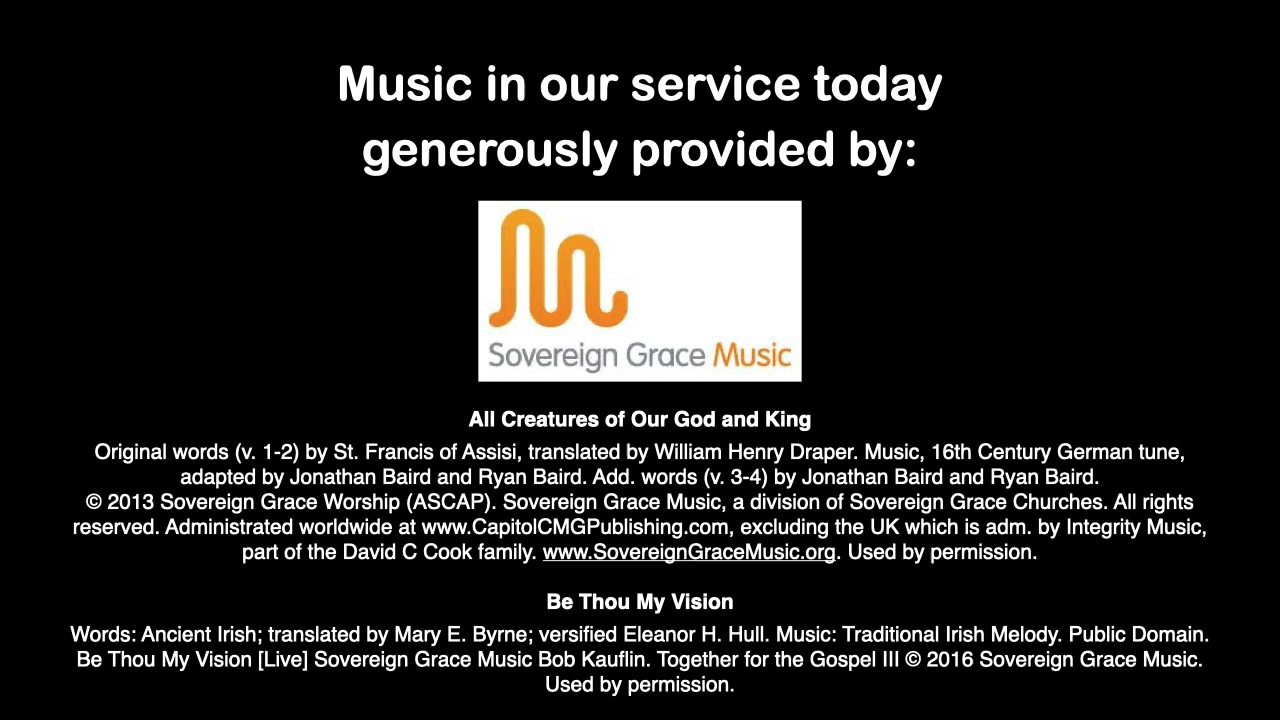 Music in our service today
generously provided by:
Sovereign Grace Music
All Creatures of Our God and King
Original words (v. 1-2) by St. Francis of Assisi, translated by William Henry Draper. Music, 16th Century German tune,
adapted by Jonathan Baird and Ryan Baird. Add. words (v. 3-4) by Jonathan Baird and Ryan Baird.
© 2013 Sovereign Grace Worship (ASCAP). Sovereign Grace Music, a division of Sovereign Grace Churches. All rights
reserved. Administrated worldwide at www.CapitolCMGPublishing.com, excluding the UK which is adm. by Integrity Music,
part of the David C Cook family. www.SovereignGraceMusic.org. Used by permission.
Be Thou My Vision
Words: Ancient Irish; translated by Mary E. Byrne; versified Eleanor H. Hull. Music: Traditional Irish Melody. Public Domain.
Be Thou My Vision [Live] Sovereign Grace Music Bob Kauflin. Together for the Gospel III © 2016 Sovereign Grace Music.
Used by permission.